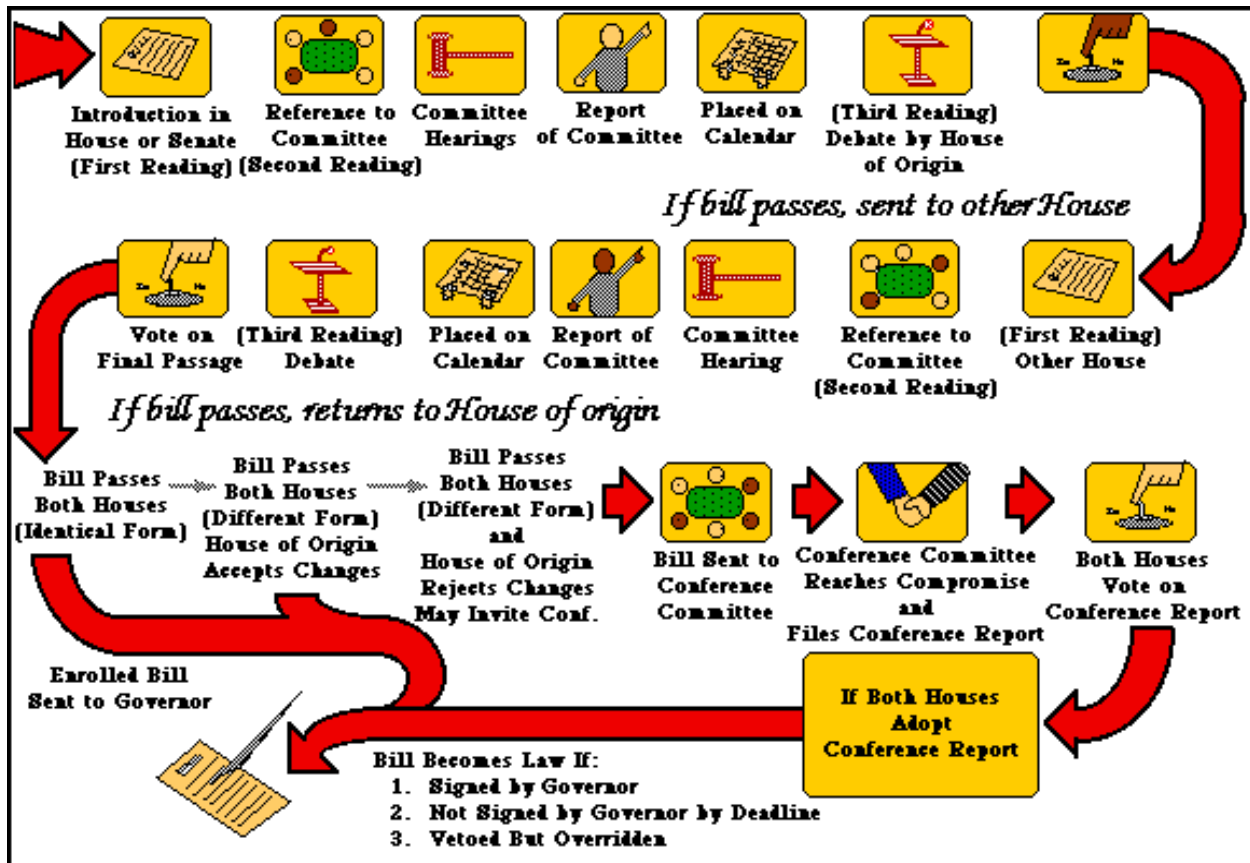 Introduction in
House or Senate
(First Reading)
Reference to
Committee
(Second Reading)
Committee
Hearings
Report
of Committee
Placed on
Calendar
(Third Reading)
Debate by House
of Origin
If bill passes, sent to other House
Vote on
Final Passage
(Third Reading)
Debate
Placed on
Calendar
Report of
Committee
Committee
Hearing
Reference to
Committee
(Second Reading)
(First Reading)
Other House
If bill passes, returns to House of origin
Bill Passes
Both Houses
(Identical Form)
Bill Passes
Both Houses
(Different Form)
House of Origin
Accepts Changes
Bill Passes
Both Houses
(Different Form)
and
House of Origin
Rejects Changes
May Invite Conf.
Bill Sent to
Conference
Committee
Conference Committee
Reaches Compromise
and
Files Conference Report
Both Houses
Vote on
Conference Report
Enrolled Bill
Sent to Governor
If Both Houses
Adopt
Conference Report
Bill Becomes Law If:
1. Signed by Governor
2. Not Signed by Governor by Deadline
3. Vetoed But Overridden